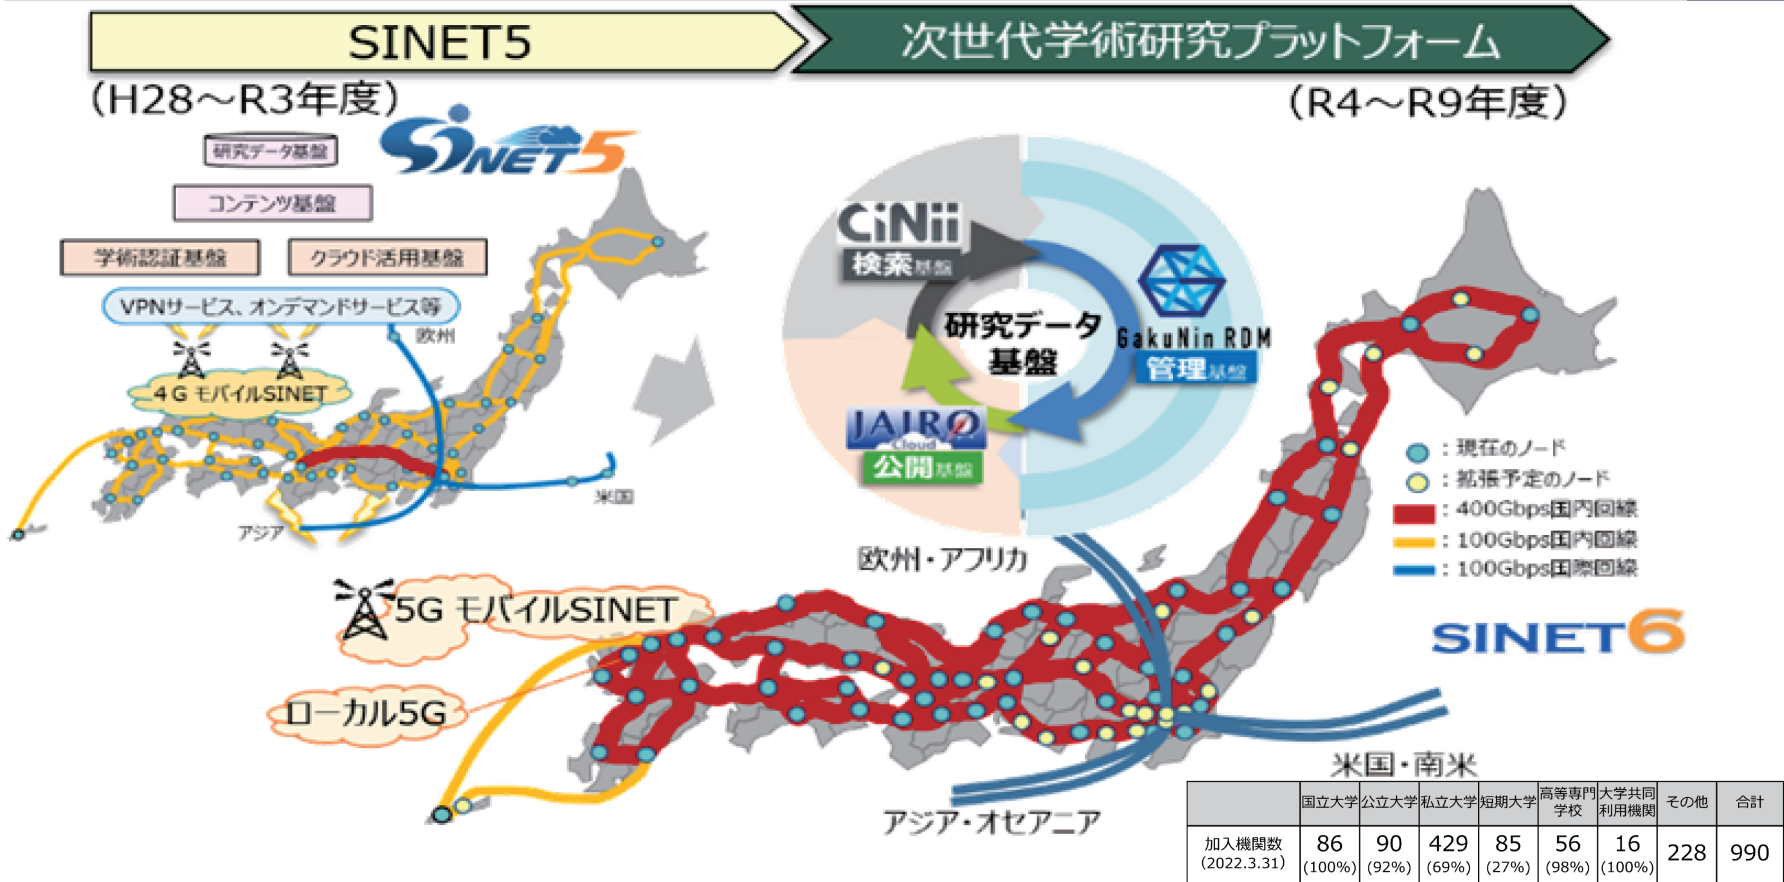 SINET5
次世代学術研究プラットフォーム
(H28～R3年度)
(R4～R9年度)
SiNET5
研究データ基盤
コンテンツ基盤
学術認証基盤
クラウド活用基盤
VPNサービス、オンデマンドサービス等
欧州
4G モバイルSINET
アジア
米国
CiNii
検索基盤
研究データ
基盤
GakuNin RDM
管理基盤
JAIRO
Cloud
公開基盤
：現在のノード
：拡張予定のノード
：400Gbps国内回線
：100Gbps国内回線
：100Gbps国際回線
SINET6
欧州・アフリカ
5G モバイルSINET
ローカル5G
米国・南米
アジア・オセアニア
国立大学 公立大学 私立大学 短期大学 高等専門学校 大学共同利用機関 その他 合計
加入機関数 86 90 429 85 56 16 228 990
(2022.3.31) (100%) (92%) (69%) (27%) (98%) (100%)